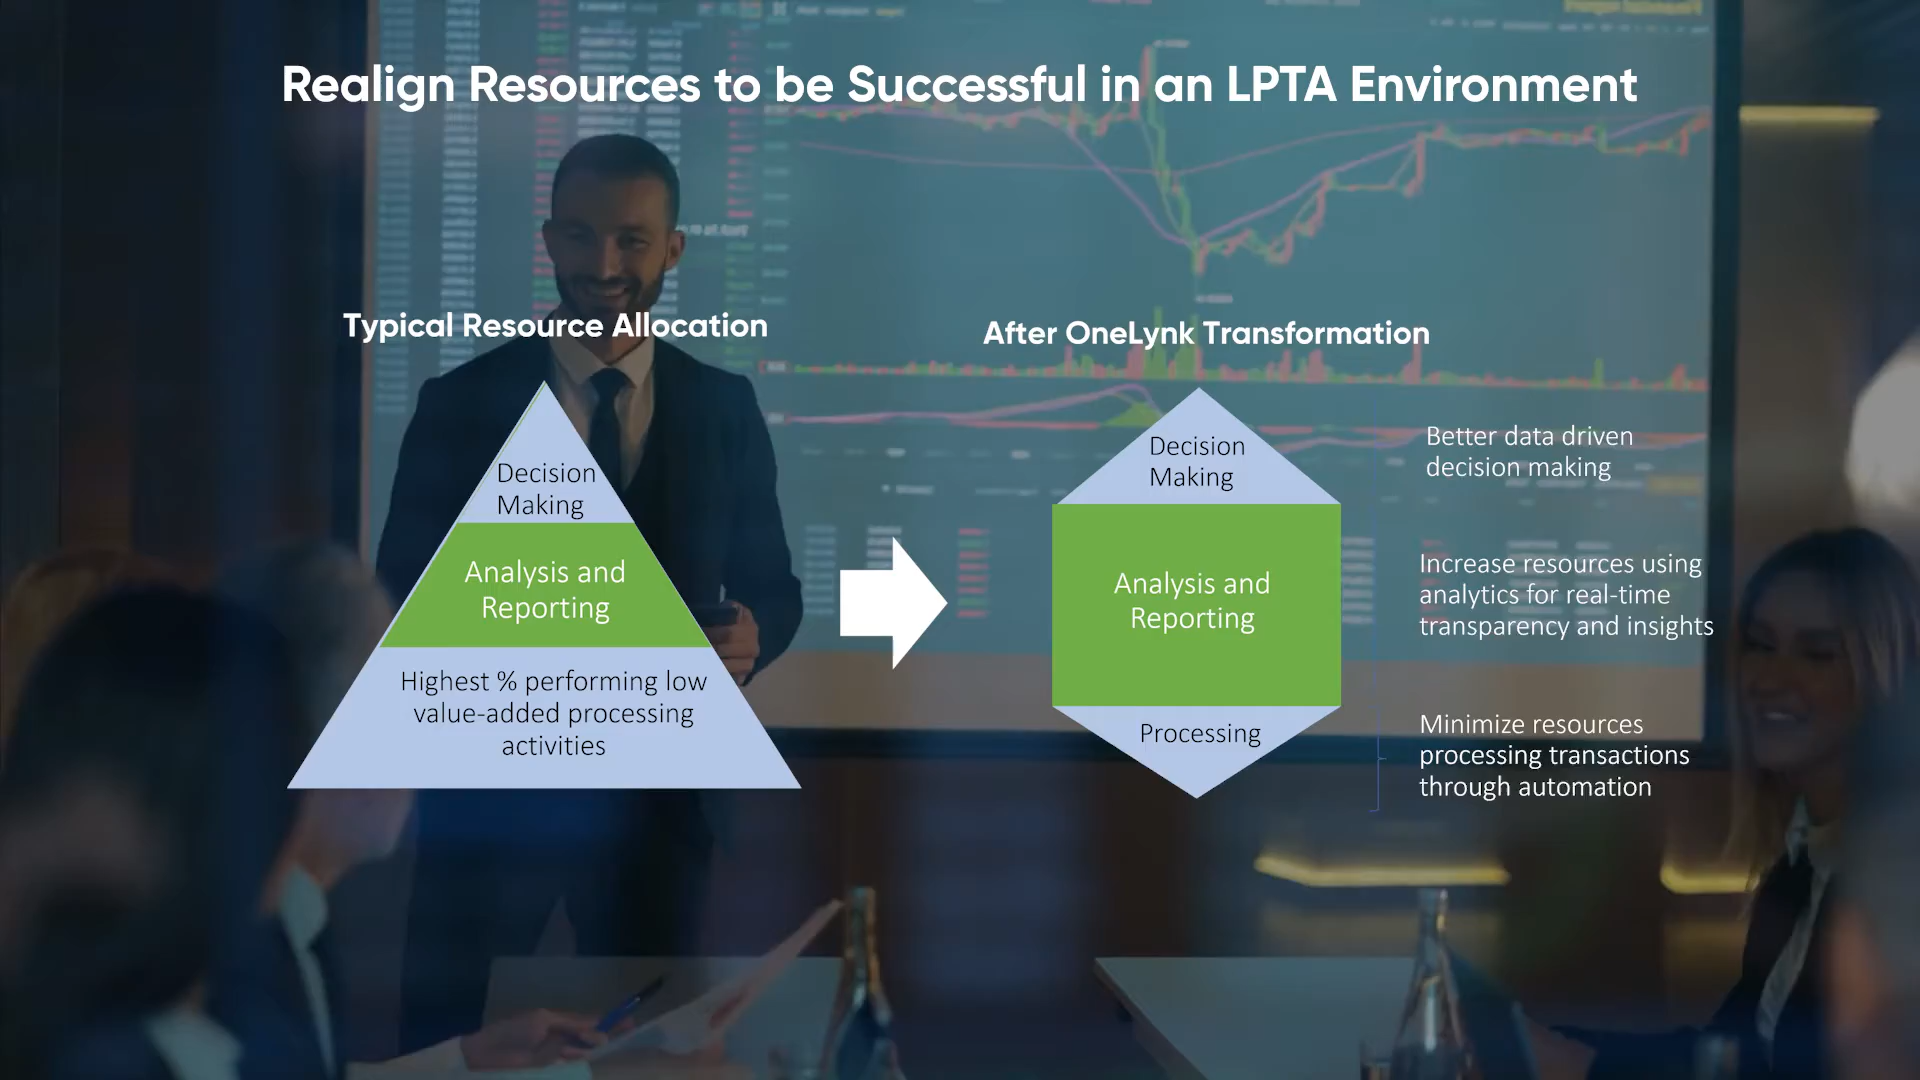 Realign Resources to be Successful in an LPTA Environment
Typical Resource Allocation
Decision
Making
Analysis and
Reporting
Highest % performing low
value-added processing
activities
After OneLynk Transformation
Decision
Making
Analysis and
Reporting
Processing
Better data driven
decision making
Increase resources using
analytics for real-time
transparency and insights
Minimize resources
processing transactions
through automation